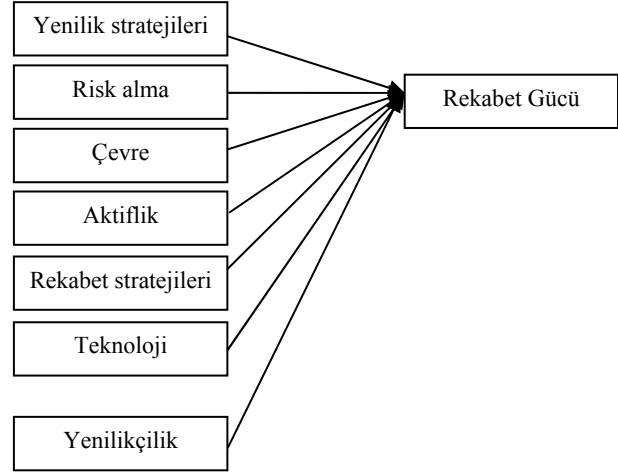 Yenilik stratejileri
Risk alma
Rekabet Gücü
Çevre
Aktiflik
Rekabet stratejileri
Teknoloji
Yenilikçilik